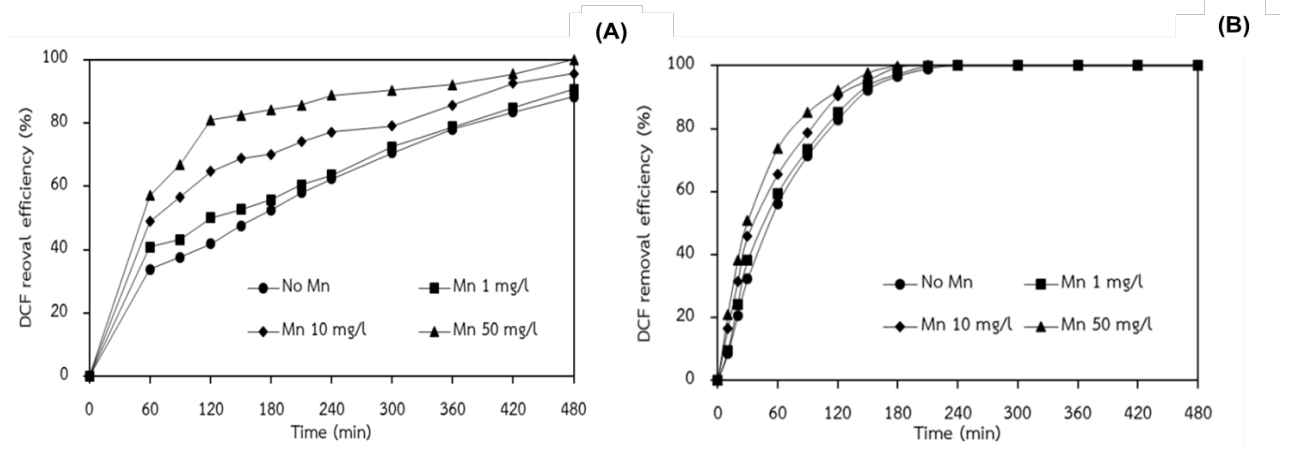 (A)
100
80
60
40
20
0
DCF reoval efficiency (%)
No Mn
Mn 1 mg/l
Mn 10 mg/l
Mn 50 mg/l
0 60 120 180 240 300 360 420 480
Time (min)
(B)
100
80
60
40
20
0
DCF removal efficiency (%)
No Mn
Mn 1 mg/l
Mn 10 mg/l
Mn 50 mg/l
0 60 120 180 240 300 360 420 480
Time (min)